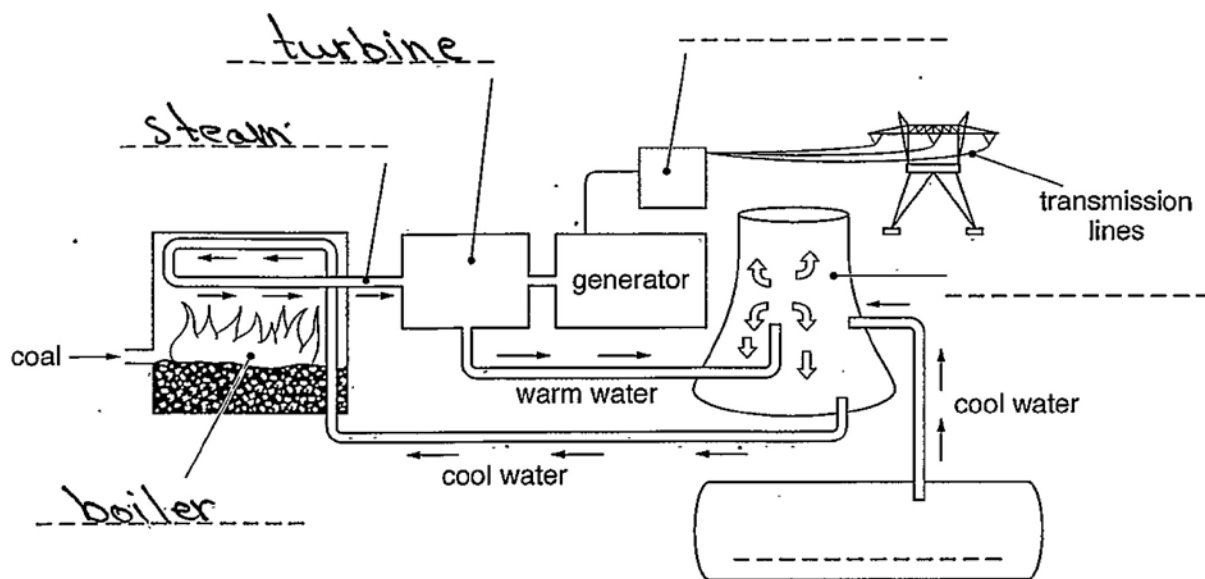 turbine
steam
transmission
lines
generator
coal
warm water
cool water
cool water
boiler